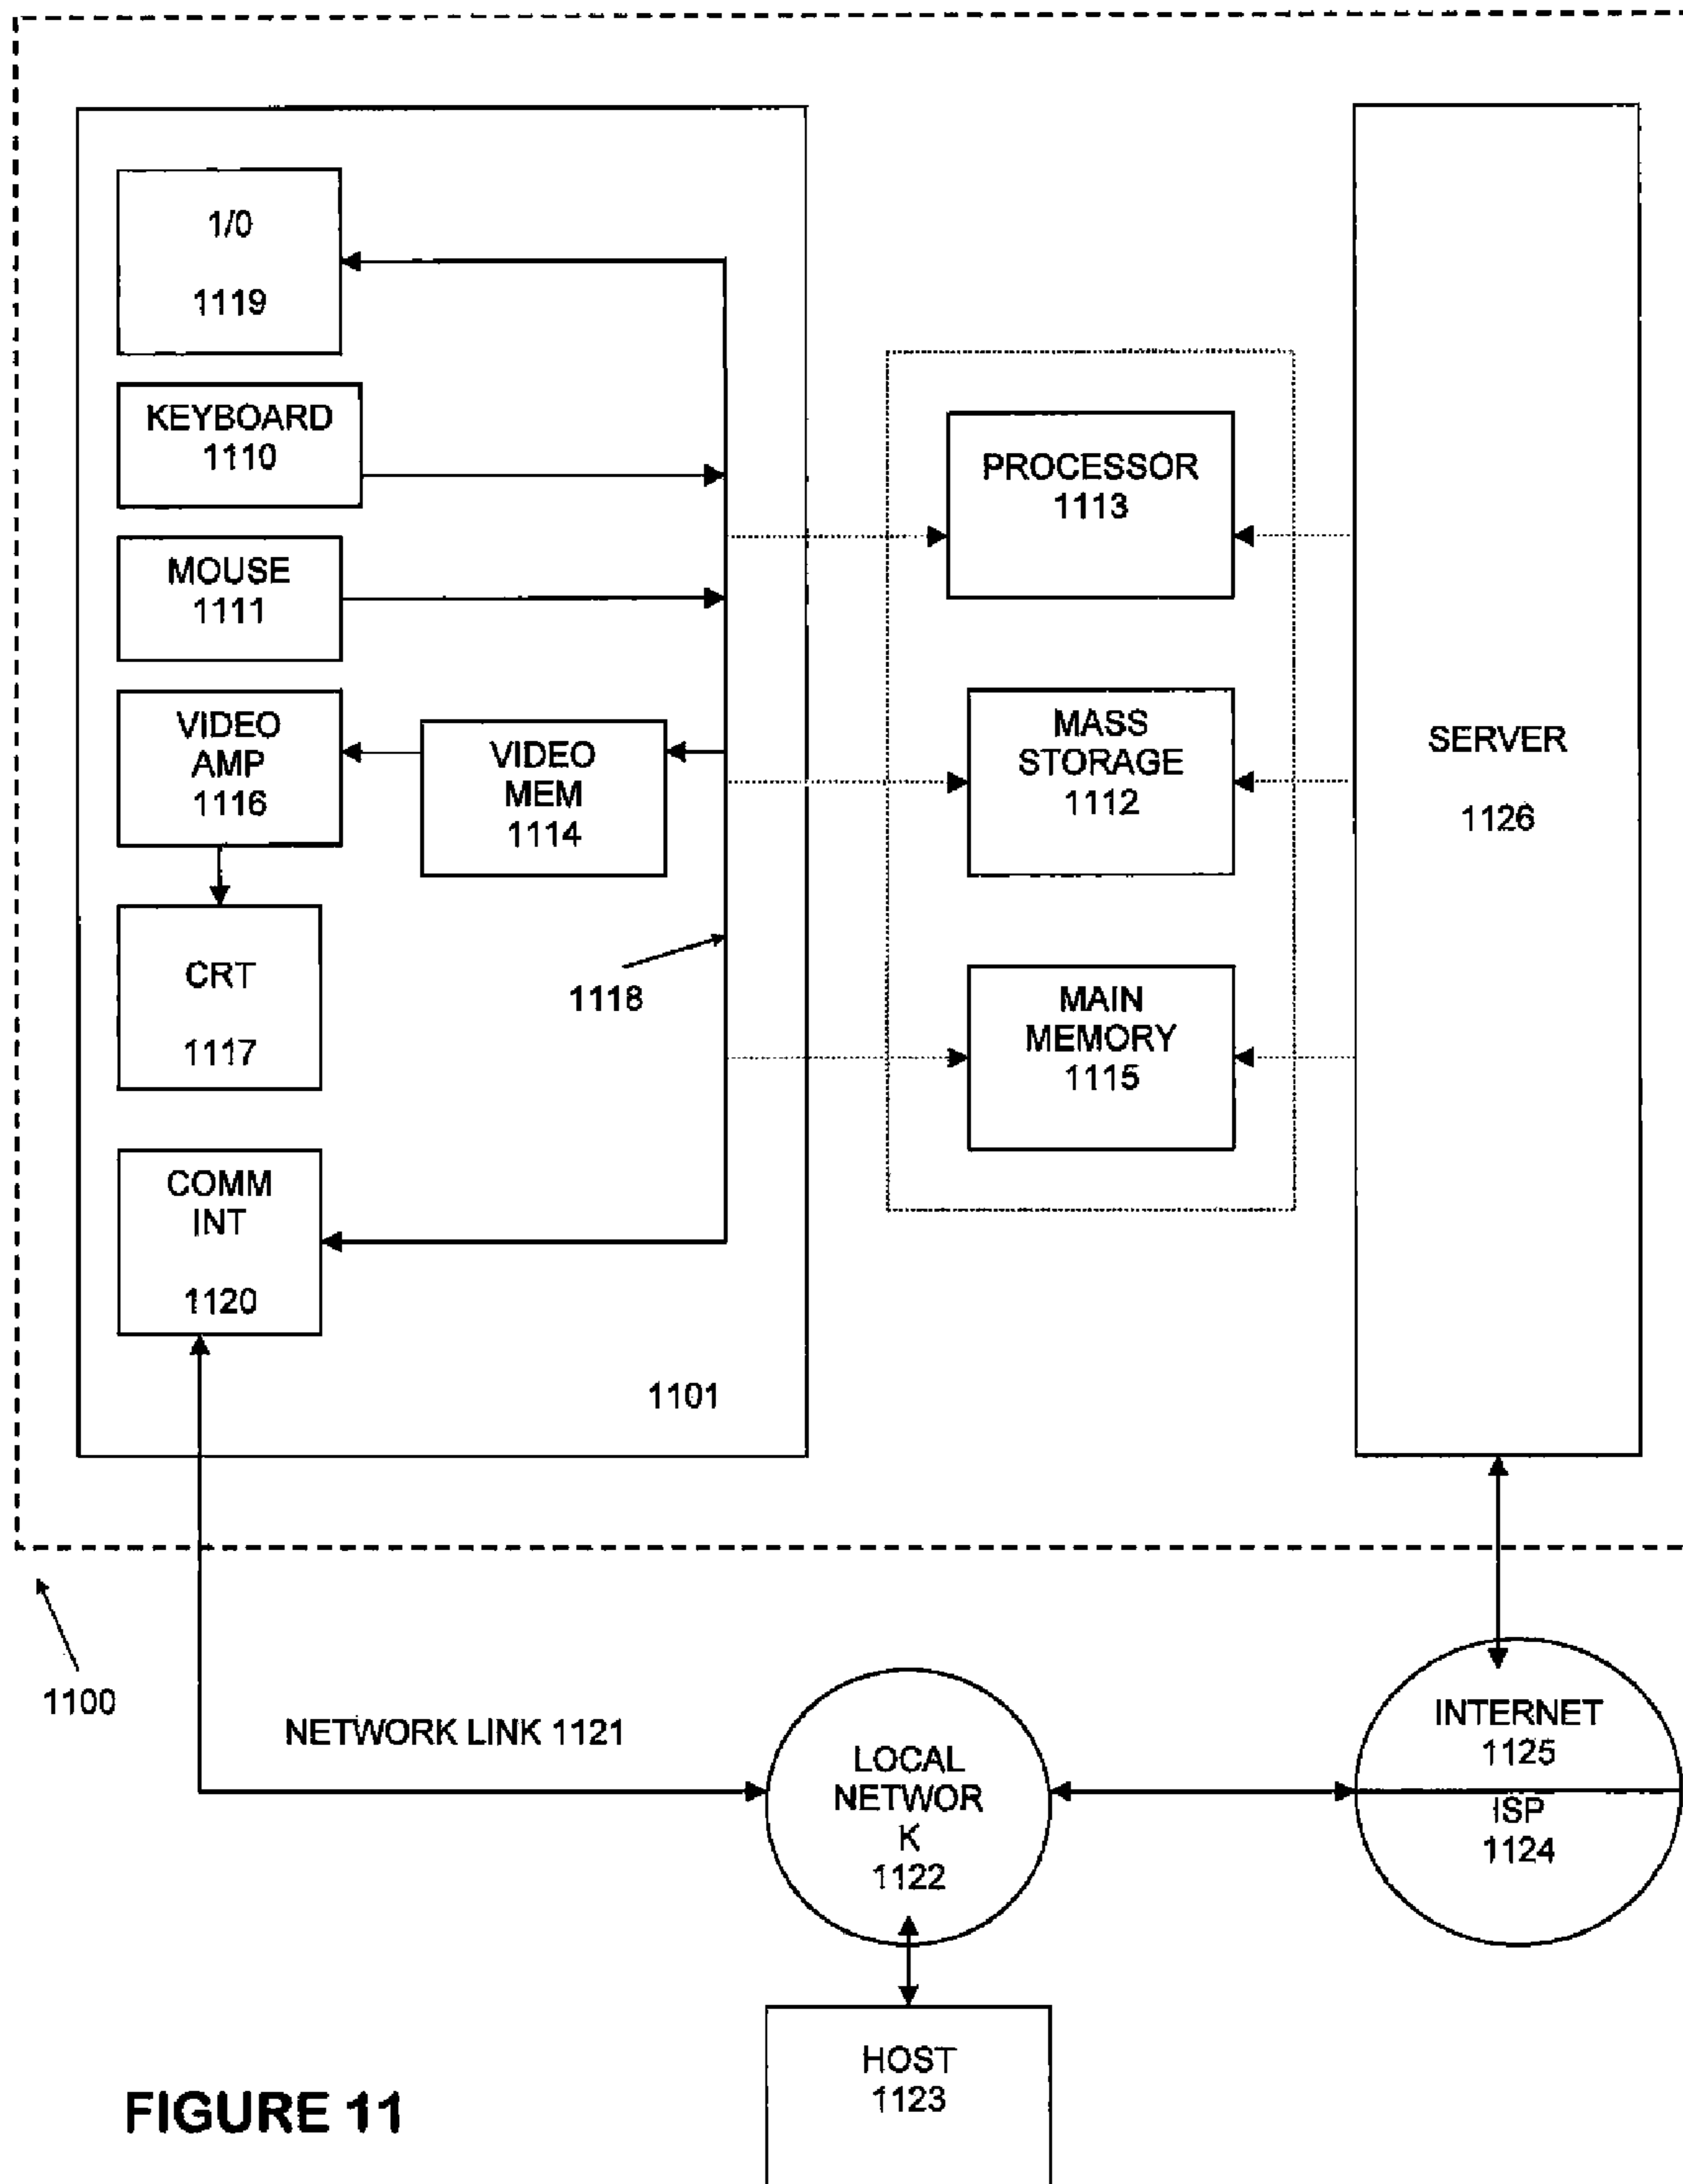 1/0
1119
KEYBOARD
1110
MOUSE
1111
VIDEO
AMP
1116
VIDEO
MEM
1114
CRT
1117
1118
COMM
INT
1120
1101
PROCESSOR
1113
MASS
STORAGE
1112
MAIN
MEMORY
1115
SERVER
1126
1100
NETWORK LINK 1121
LOCAL
NETWOR
K
1122
INTERNET
1125
ISP
1124
HOST
1123
FIGURE 11